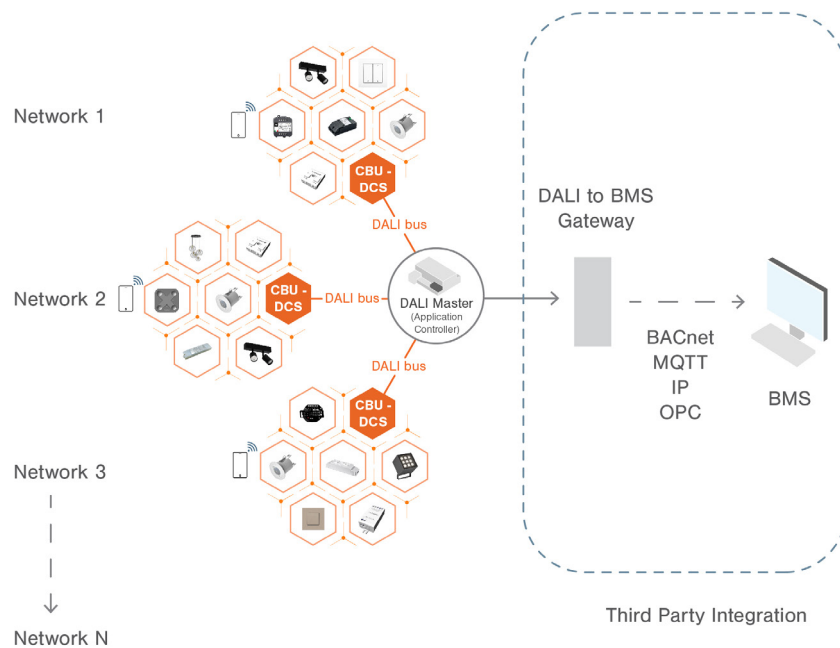 Network 1
CBU -
DCS
DALI bus
Network 2
CBU -
DCS
DALI bus
DALI Master
(Application
Controller)
DALI bus
CBU -
DCS
Network 3
Network N
DALI to BMS
Gateway
BACnet
MQTT
IP
OPC
BMS
Third Party Integration